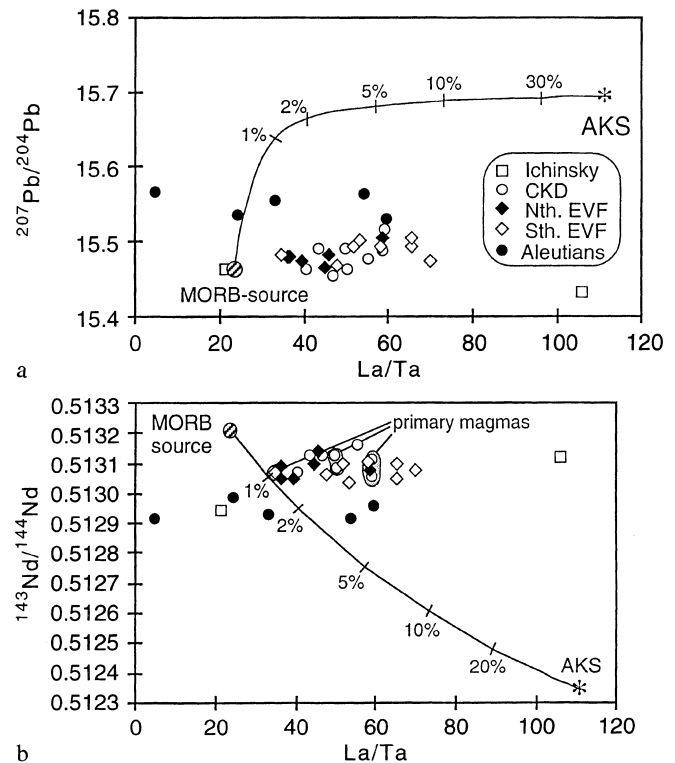 15.8
15.7
15.6
15.5
15.4
207Pb/204Pb
1%
2%
5%
10%
30%
AKS
MORB-source
Ichinsky
CKD
Nth. EVF
Sth. EVF
Aleutians
0 20 40 60 80 100 120
La/Ta
a
0.5133
0.5132
0.5131
0.5130
0.5129
0.5128
0.5127
0.5126
0.5125
0.5124
0.5123
143Nd/144Nd
MORB
source
primary magmas
1%
2%
5%
10%
20%
AKS
0 20 40 60 80 100 120
La/Ta
b